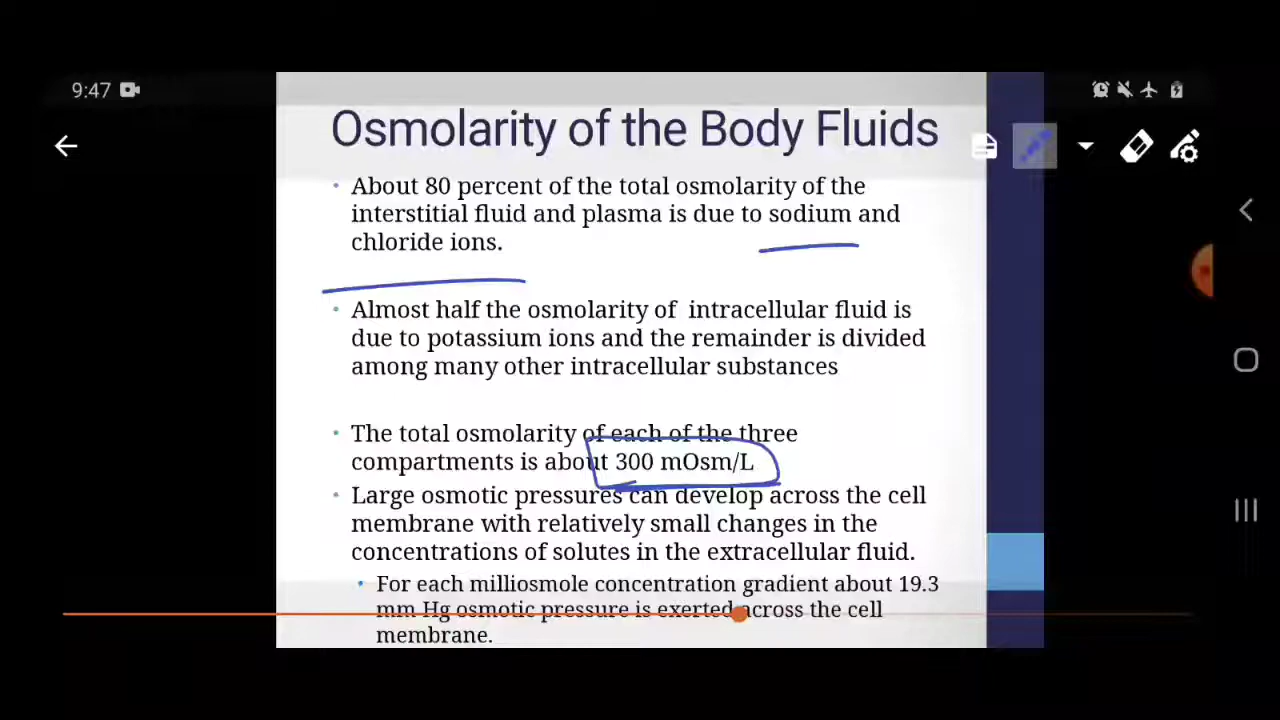 9:47
Osmolarity of the Body Fluids
• About 80 percent of the total osmolarity of the
interstitial fluid and plasma is due to sodium and
chloride ions.
• Almost half the osmolarity of intracellular fluid is
due to potassium ions and the remainder is divided
among many other intracellular substances
• The total osmolarity of each of the three
compartments is about 300 mOsm/L
• Large osmotic pressures can develop across the cell
membrane with relatively small changes in the
concentrations of solutes in the extracellular fluid.
• For each milliosmole concentration gradient about 19.3
mm Hg osmotic pressure is exerted across the cell
membrane.